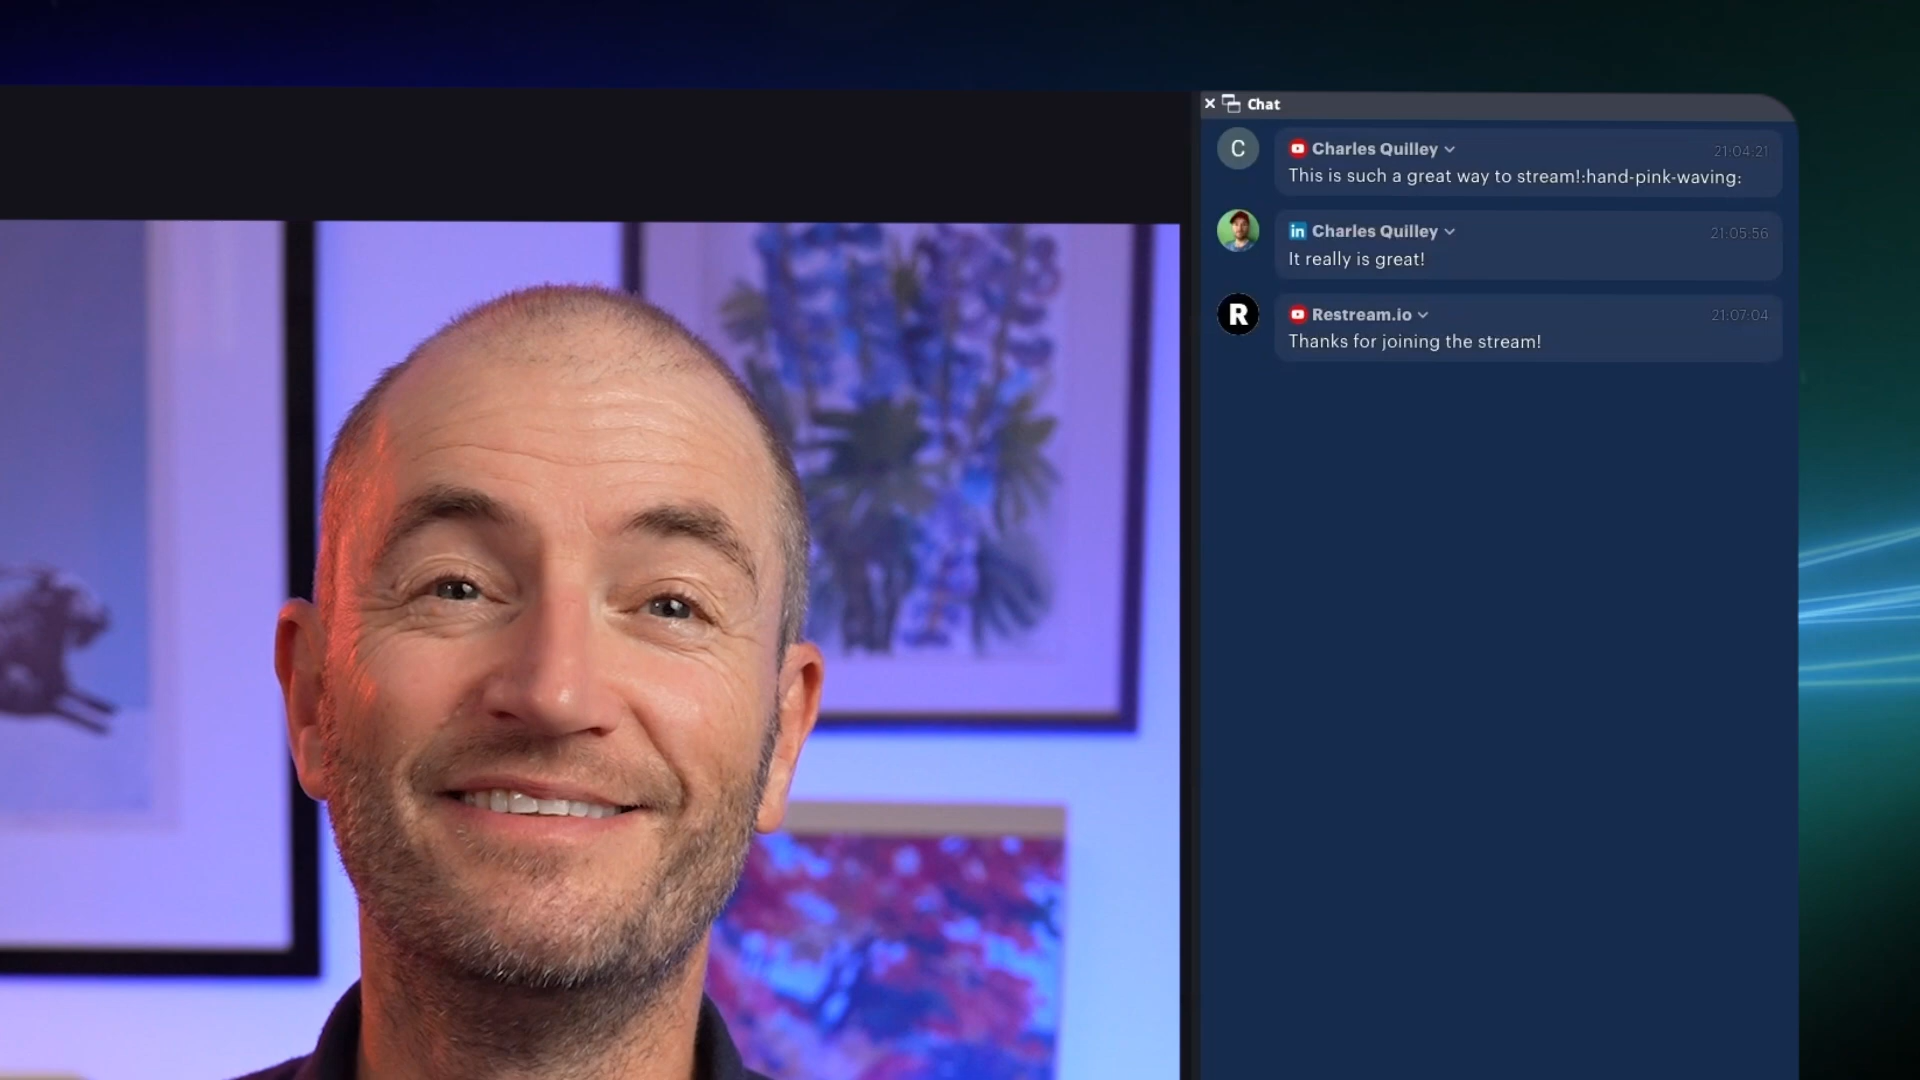 Chat
C
Charles Quilley
21:04:21
This is such a great way to stream!:hand-pink-waving:
in
Charles Quilley
21:05:56
It really is great!
R
Restream.io
21:07:04
Thanks for joining the stream!